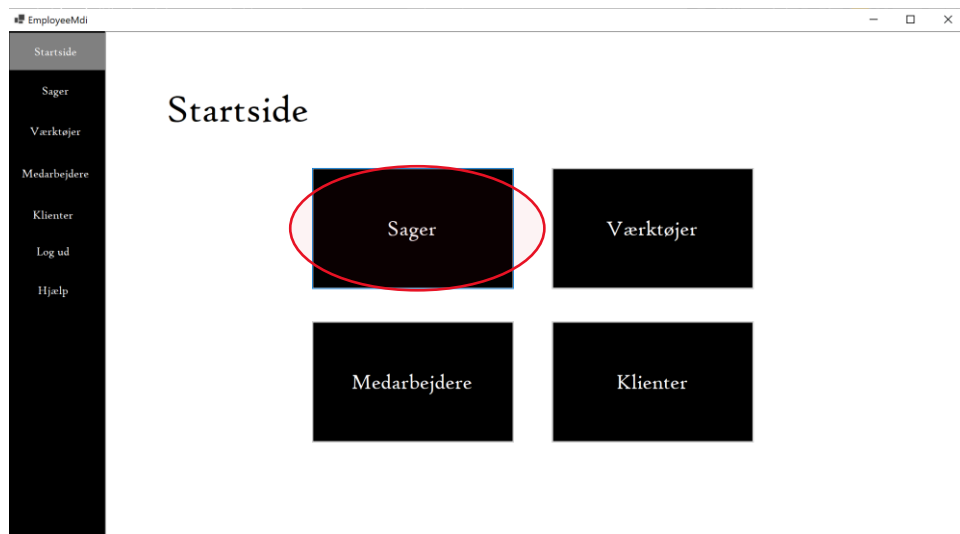 EmployeeMdi
Startside
Sager
Værktøjer
Medarbejdere
Klienter
Log ud
Hjælp
Startside
Sager
Værktøjer
Medarbejdere
Klienter